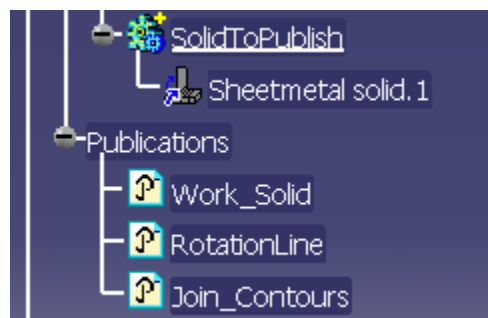 SolidToPublish
Sheetmetal solid.1
Publications
Work_Solid
RotationLine
Join_Contours